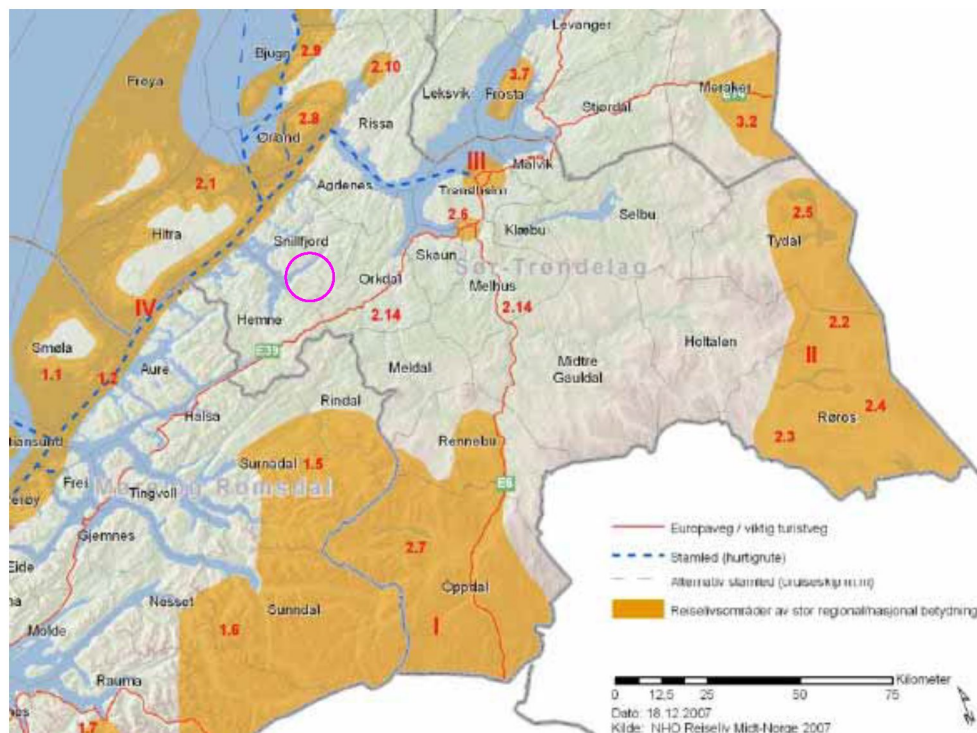 Levanger
Bjugn
2.9
2.10
Frøya
3.7
Leksvik
Frosta
Meråker
Stjørdal
3.2
2.8
Ørland
Rissa
III
Malvik
2.1
Agdenes
Trondheim
2.6
Klæbu
Selbu
2.5
Hitra
Snillfjord
Skaun
Tydal
Sør-Trøndelag
Orkdal
Melhus
IV
2.14
2.14
2.2
Hemne
Holtålen
Smøla
E39
II
1.1
1.2
Aure
Meldal
Midtre
Gauldal
Rindal
2.4
Halsa
Røros
Rennebu
2.3
Surnadal
1.5
Frei
Møre og Romsdal
E6
Tingvoll
Europaveg / viktig turistveg
Gjemnes
2.7
Stamled (hurtigrute)
Eide
Oppdal
Alternativ stamled (cruiseskip m.m)
Nesset
Sunndal
Reiselivsområder av stor regional/nasjonal betydning
1.6
I
Molde
Rauma
Kilometer
0 12,5 25 50 75
1.7
Dato: 18.12.2007
Kilde: NHO Reiseliv Midt-Norge 2007
N